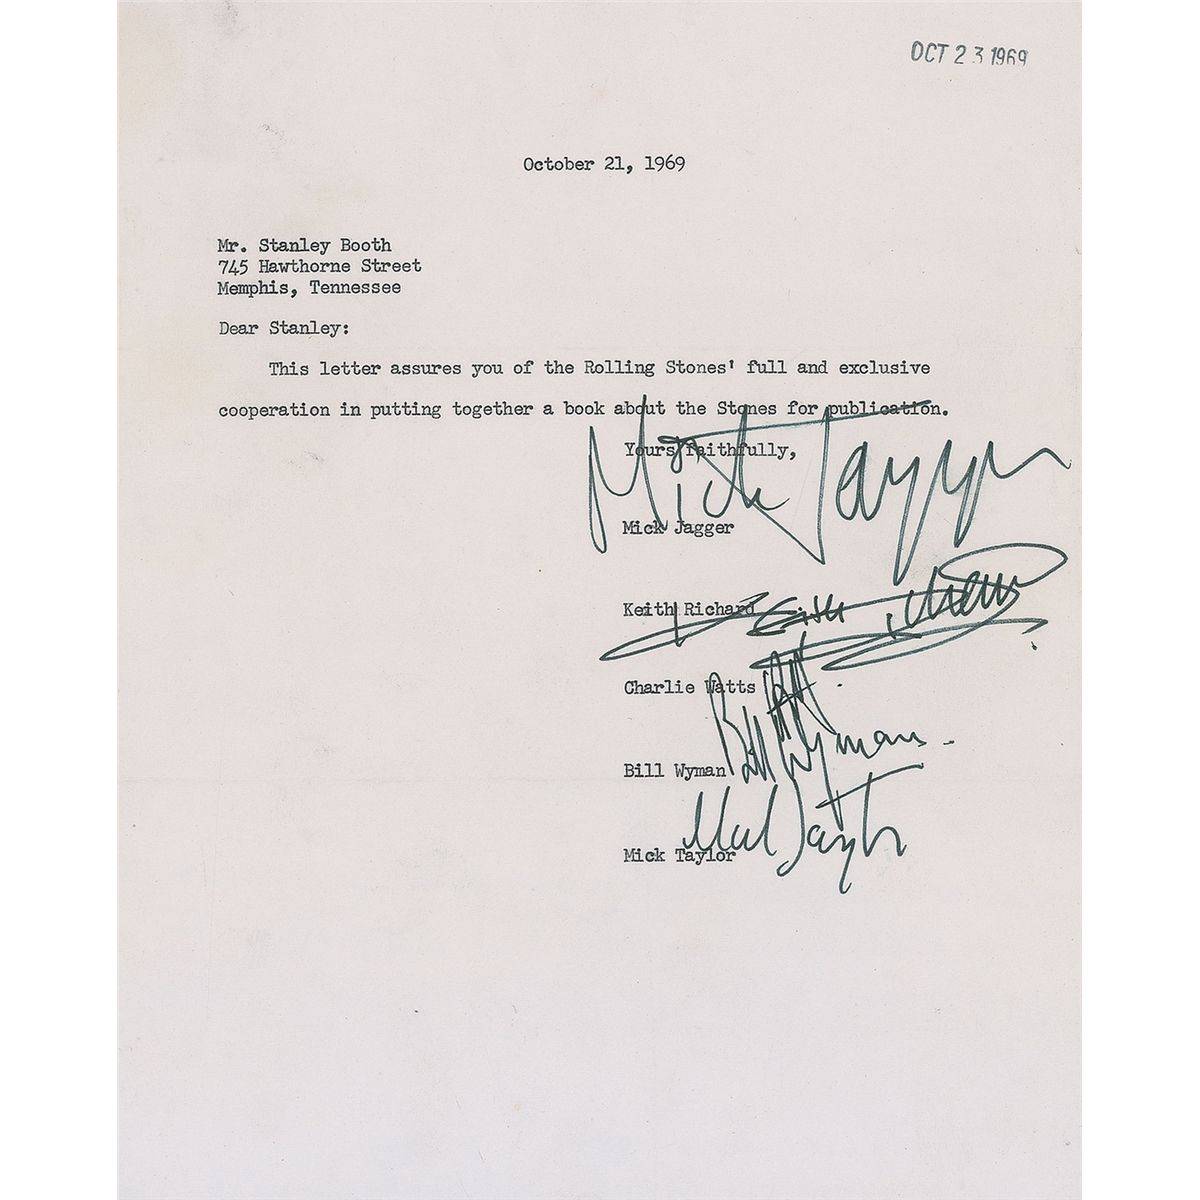 OCT 23 1969
October 21, 1969
Mr. Stanley Booth
745 Hawthorne Street
Memphis, Tennessee
Dear Stanley:
This letter assures you of the Rolling Stones' full and exclusive
cooperation in putting together a book about the Stones for publication.
Yours faithfully,
Mick Jagger
Mick Jagger
Keith Richard
Keith Richard
Charlie Watts
Bill Wyman
Bill Wyman
Mick Taylor
Mick Taylor